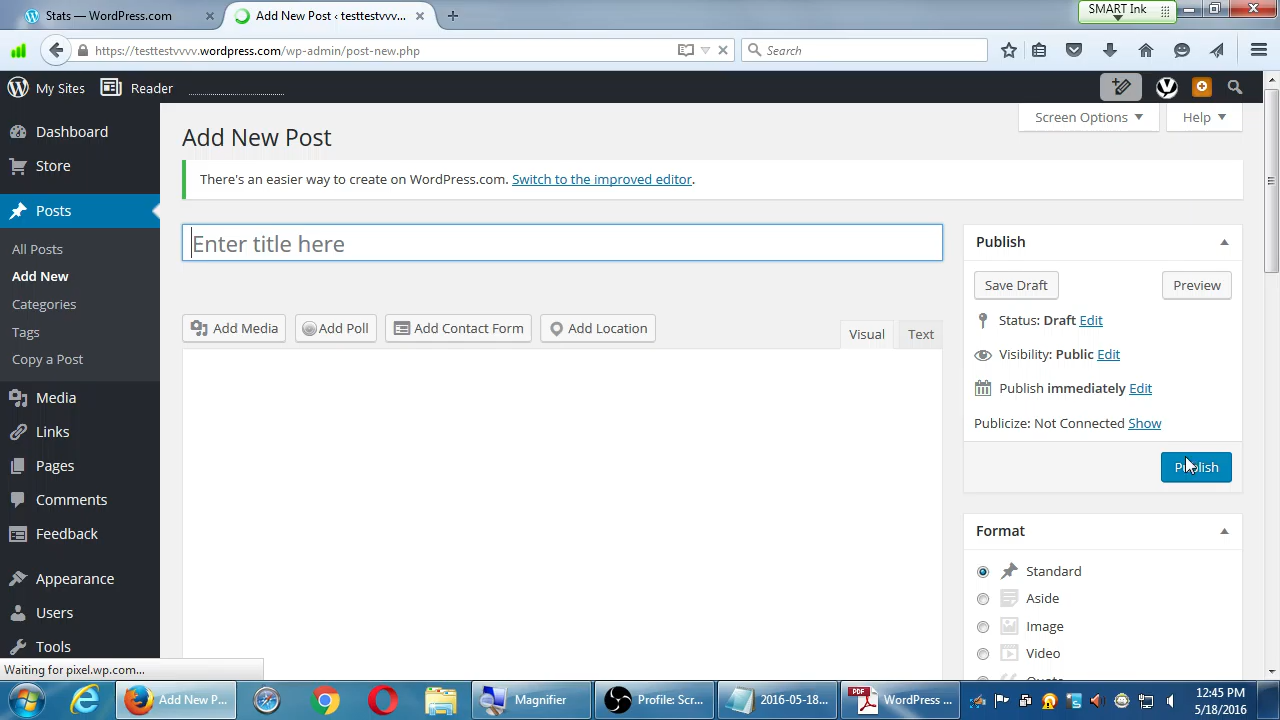 Stats — WordPress.com
Add New Post ‹ testtestvvvv...
SMART Ink
https://testtestvvvv.wordpress.com/wp-admin/post-new.php
Search
My Sites
Reader
Dashboard
Store
Posts
All Posts
Add New
Categories
Tags
Copy a Post
Media
Links
Pages
Comments
Feedback
Appearance
Users
Tools
Add New Post
Screen Options
Help
There's an easier way to create on WordPress.com. Switch to the improved editor.
Enter title here
Add Media
Add Poll
Add Contact Form
Add Location
Visual
Text
Publish
Save Draft
Preview
Status: Draft Edit
Visibility: Public Edit
Publish immediately Edit
Publicize: Not Connected Show
Publish
Format
Standard
Aside
Image
Video
Quote
Waiting for pixel.wp.com...
Add New P...
Magnifier
Profile: Scr...
2016-05-18...
PDF
WordPress ...
12:45 PM
5/18/2016